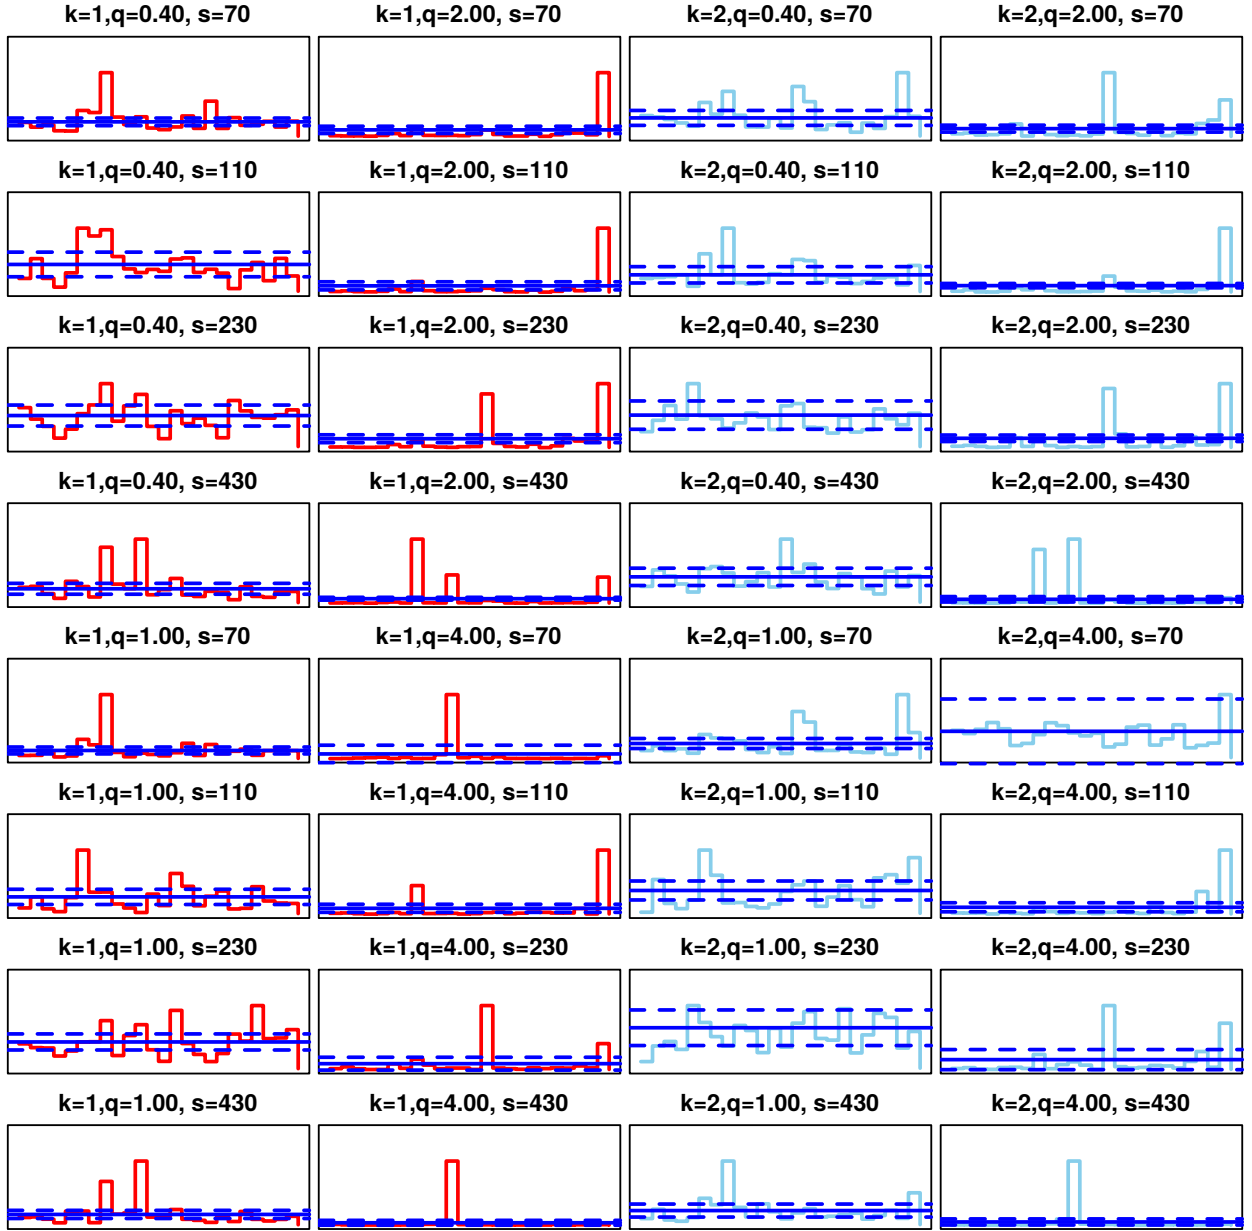 k=1,q=0.40, s=70 k=1,q=2.00, s=70 k=2,q=0.40, s=70 k=2,q=2.00, s=70
k=1,q=0.40, s=110 k=1,q=2.00, s=110 k=2,q=0.40, s=110 k=2,q=2.00, s=110
k=1,q=0.40, s=230 k=1,q=2.00, s=230 k=2,q=0.40, s=230 k=2,q=2.00, s=230
k=1,q=0.40, s=430 k=1,q=2.00, s=430 k=2,q=0.40, s=430 k=2,q=2.00, s=430
k=1,q=1.00, s=70 k=1,q=4.00, s=70 k=2,q=1.00, s=70 k=2,q=4.00, s=70
k=1,q=1.00, s=110 k=1,q=4.00, s=110 k=2,q=1.00, s=110 k=2,q=4.00, s=110
k=1,q=1.00, s=230 k=1,q=4.00, s=230 k=2,q=1.00, s=230 k=2,q=4.00, s=230
k=1,q=1.00, s=430 k=1,q=4.00, s=430 k=2,q=1.00, s=430 k=2,q=4.00, s=430